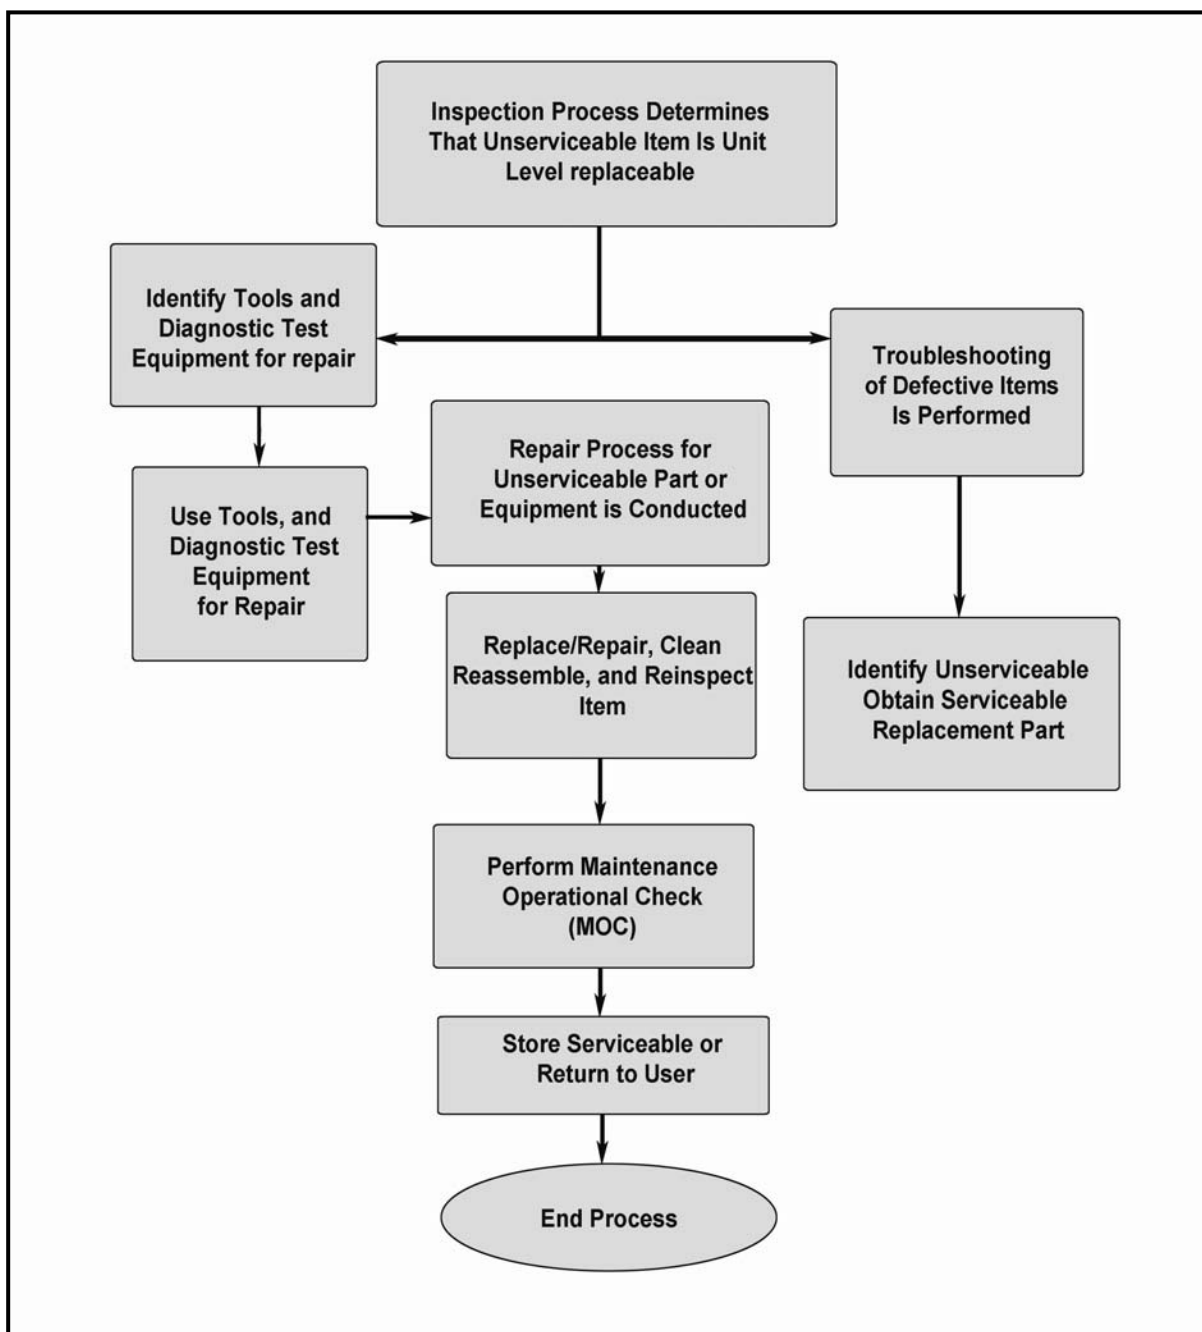 Inspection Process Determines
That Unserviceable Item Is Unit
Level replaceable
Identify Tools and
Diagnostic Test
Equipment for repair
Troubleshooting
of Defective Items
Is Performed
Use Tools, and
Diagnostic Test
Equipment
for Repair
Repair Process for
Unserviceable Part or
Equipment is Conducted
Replace/Repair, Clean
Reassemble, and Reinspect
Item
Identify Unserviceable
Obtain Serviceable
Replacement Part
Perform Maintenance
Operational Check
(MOC)
Store Serviceable or
Return to User
End Process